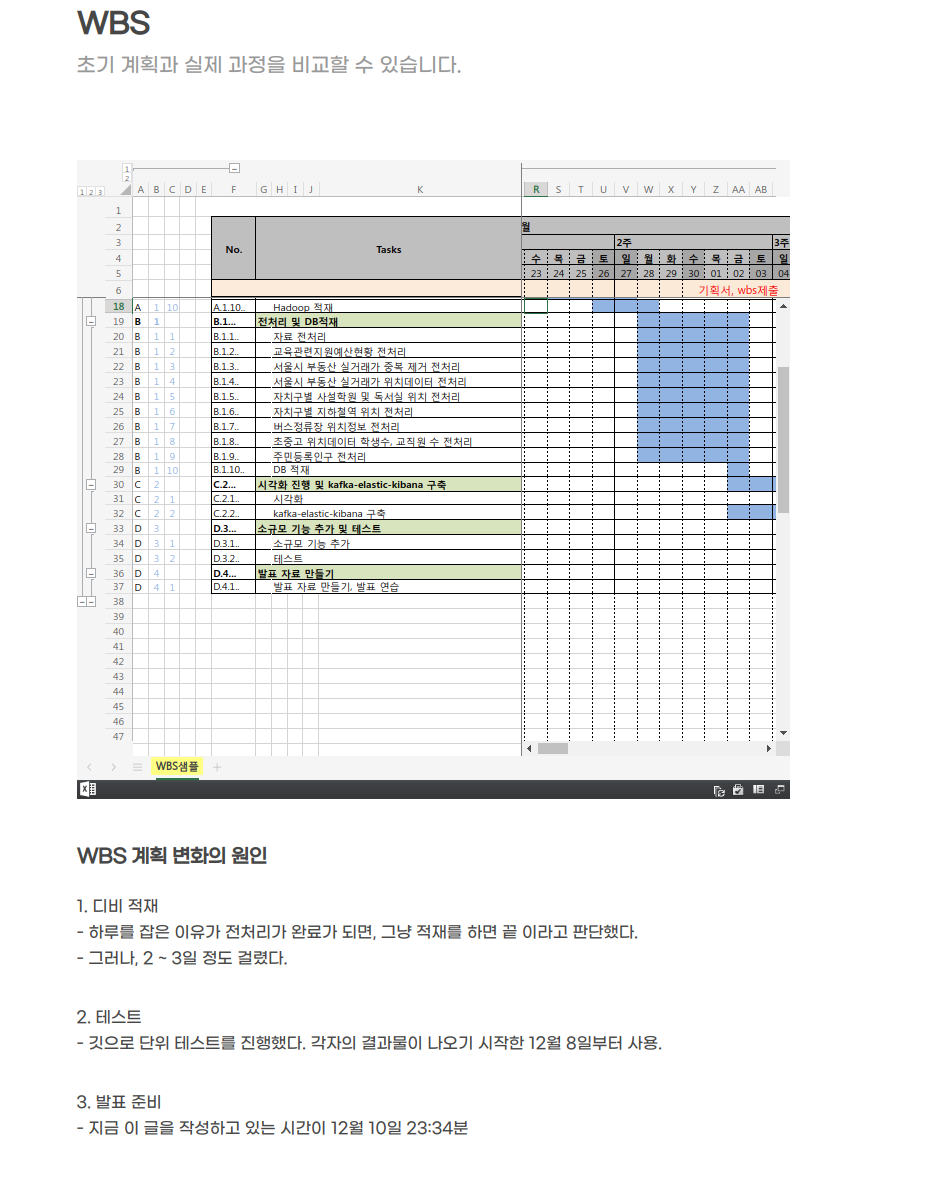 WBS
초기 계획과 실제 과정을 비교할 수 있습니다.
1
2
1 2 3 A B C D E F G H I J K R S T U V W X Y Z AA AB
1
2 월
3 2주 3주
No. Tasks
4 수 목 금 토 일 월 화 수 목 금 토 일
5 23 24 25 26 27 28 29 30 01 02 03 04
6 기획서, wbs제출
18 A 1 10 A.1.10.. Hadoop 적재
19 B 1 B.1... 전처리 및 DB적재
20 B 1 1 B.1.1.. 자료 전처리
21 B 1 2 B.1.2.. 교육관련지원예산현황 전처리
22 B 1 3 B.1.3.. 서울시 부동산 실거래가 중복 제거 전처리
23 B 1 4 B.1.4.. 서울시 부동산 실거래가 위치데이터 전처리
24 B 1 5 B.1.5.. 자치구별 사설학원 및 독서실 위치 전처리
25 B 1 6 B.1.6.. 자치구별 지하철역 위치 전처리
26 B 1 7 B.1.7.. 버스정류장 위치정보 전처리
27 B 1 8 B.1.8.. 초중고 위치데이터 학생수, 교직원 수 전처리
28 B 1 9 B.1.9.. 주민등록인구 전처리
29 B 1 10 B.1.10.. DB 적재
30 C 2 C.2... 시각화 진행 및 kafka-elastic-kibana 구축
31 C 2 1 C.2.1.. 시각화
32 C 2 2 C.2.2.. kafka-elastic-kibana 구축
33 D 3 D.3... 소규모 기능 추가 및 테스트
34 D 3 1 D.3.1.. 소규모 기능 추가
35 D 3 2 D.3.2.. 테스트
36 D 4 D.4... 발표 자료 만들기
37 D 4 1 D.4.1.. 발표 자료 만들기, 발표 연습
38
39
40
41
42
43
44
45
46
47
WBS샘플
WBS 계획 변화의 원인
1. 디비 적재
- 하루를 잡은 이유가 전처리가 완료가 되면, 그냥 적재를 하면 끝 이라고 판단했다.
- 그러나, 2 ~ 3일 정도 걸렸다.
2. 테스트
- 깃으로 단위 테스트를 진행했다. 각자의 결과물이 나오기 시작한 12월 8일부터 사용.
3. 발표 준비
- 지금 이 글을 작성하고 있는 시간이 12월 10일 23:34분